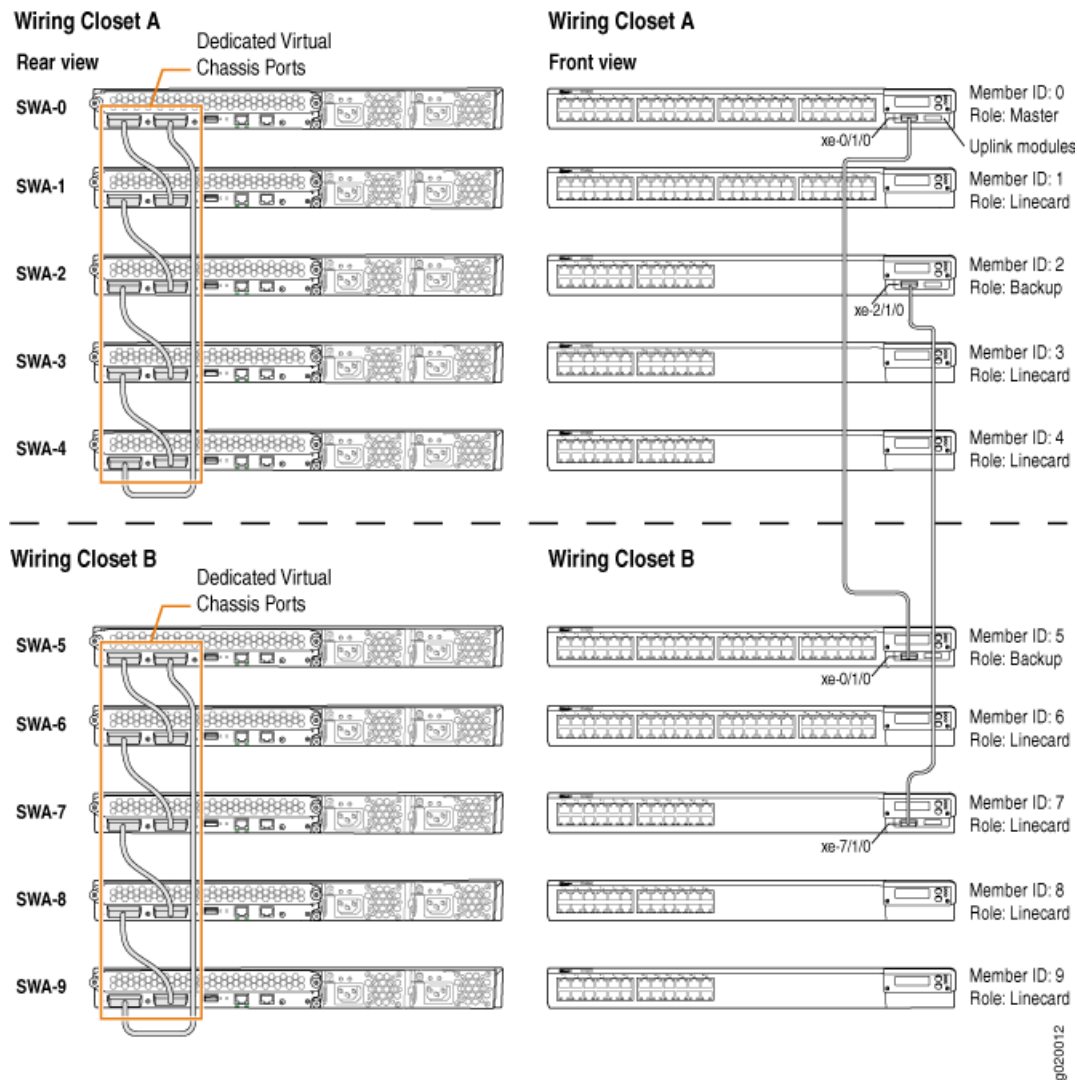 Wiring Closet A
Rear view
Dedicated Virtual
Chassis Ports
SWA-0
SWA-1
SWA-2
SWA-3
SWA-4
Wiring Closet A
Front view
xe-0/1/0
Member ID: 0
Role: Master
Uplink modules
Member ID: 1
Role: Linecard
Member ID: 2
Role: Backup
xe-2/1/0
Member ID: 3
Role: Linecard
Member ID: 4
Role: Linecard
Wiring Closet B
Dedicated Virtual
Chassis Ports
SWA-5
SWA-6
SWA-7
SWA-8
SWA-9
Wiring Closet B
Member ID: 5
Role: Backup
xe-0/1/0
Member ID: 6
Role: Linecard
Member ID: 7
Role: Linecard
xe-7/1/0
Member ID: 8
Role: Linecard
Member ID: 9
Role: Linecard
g020012